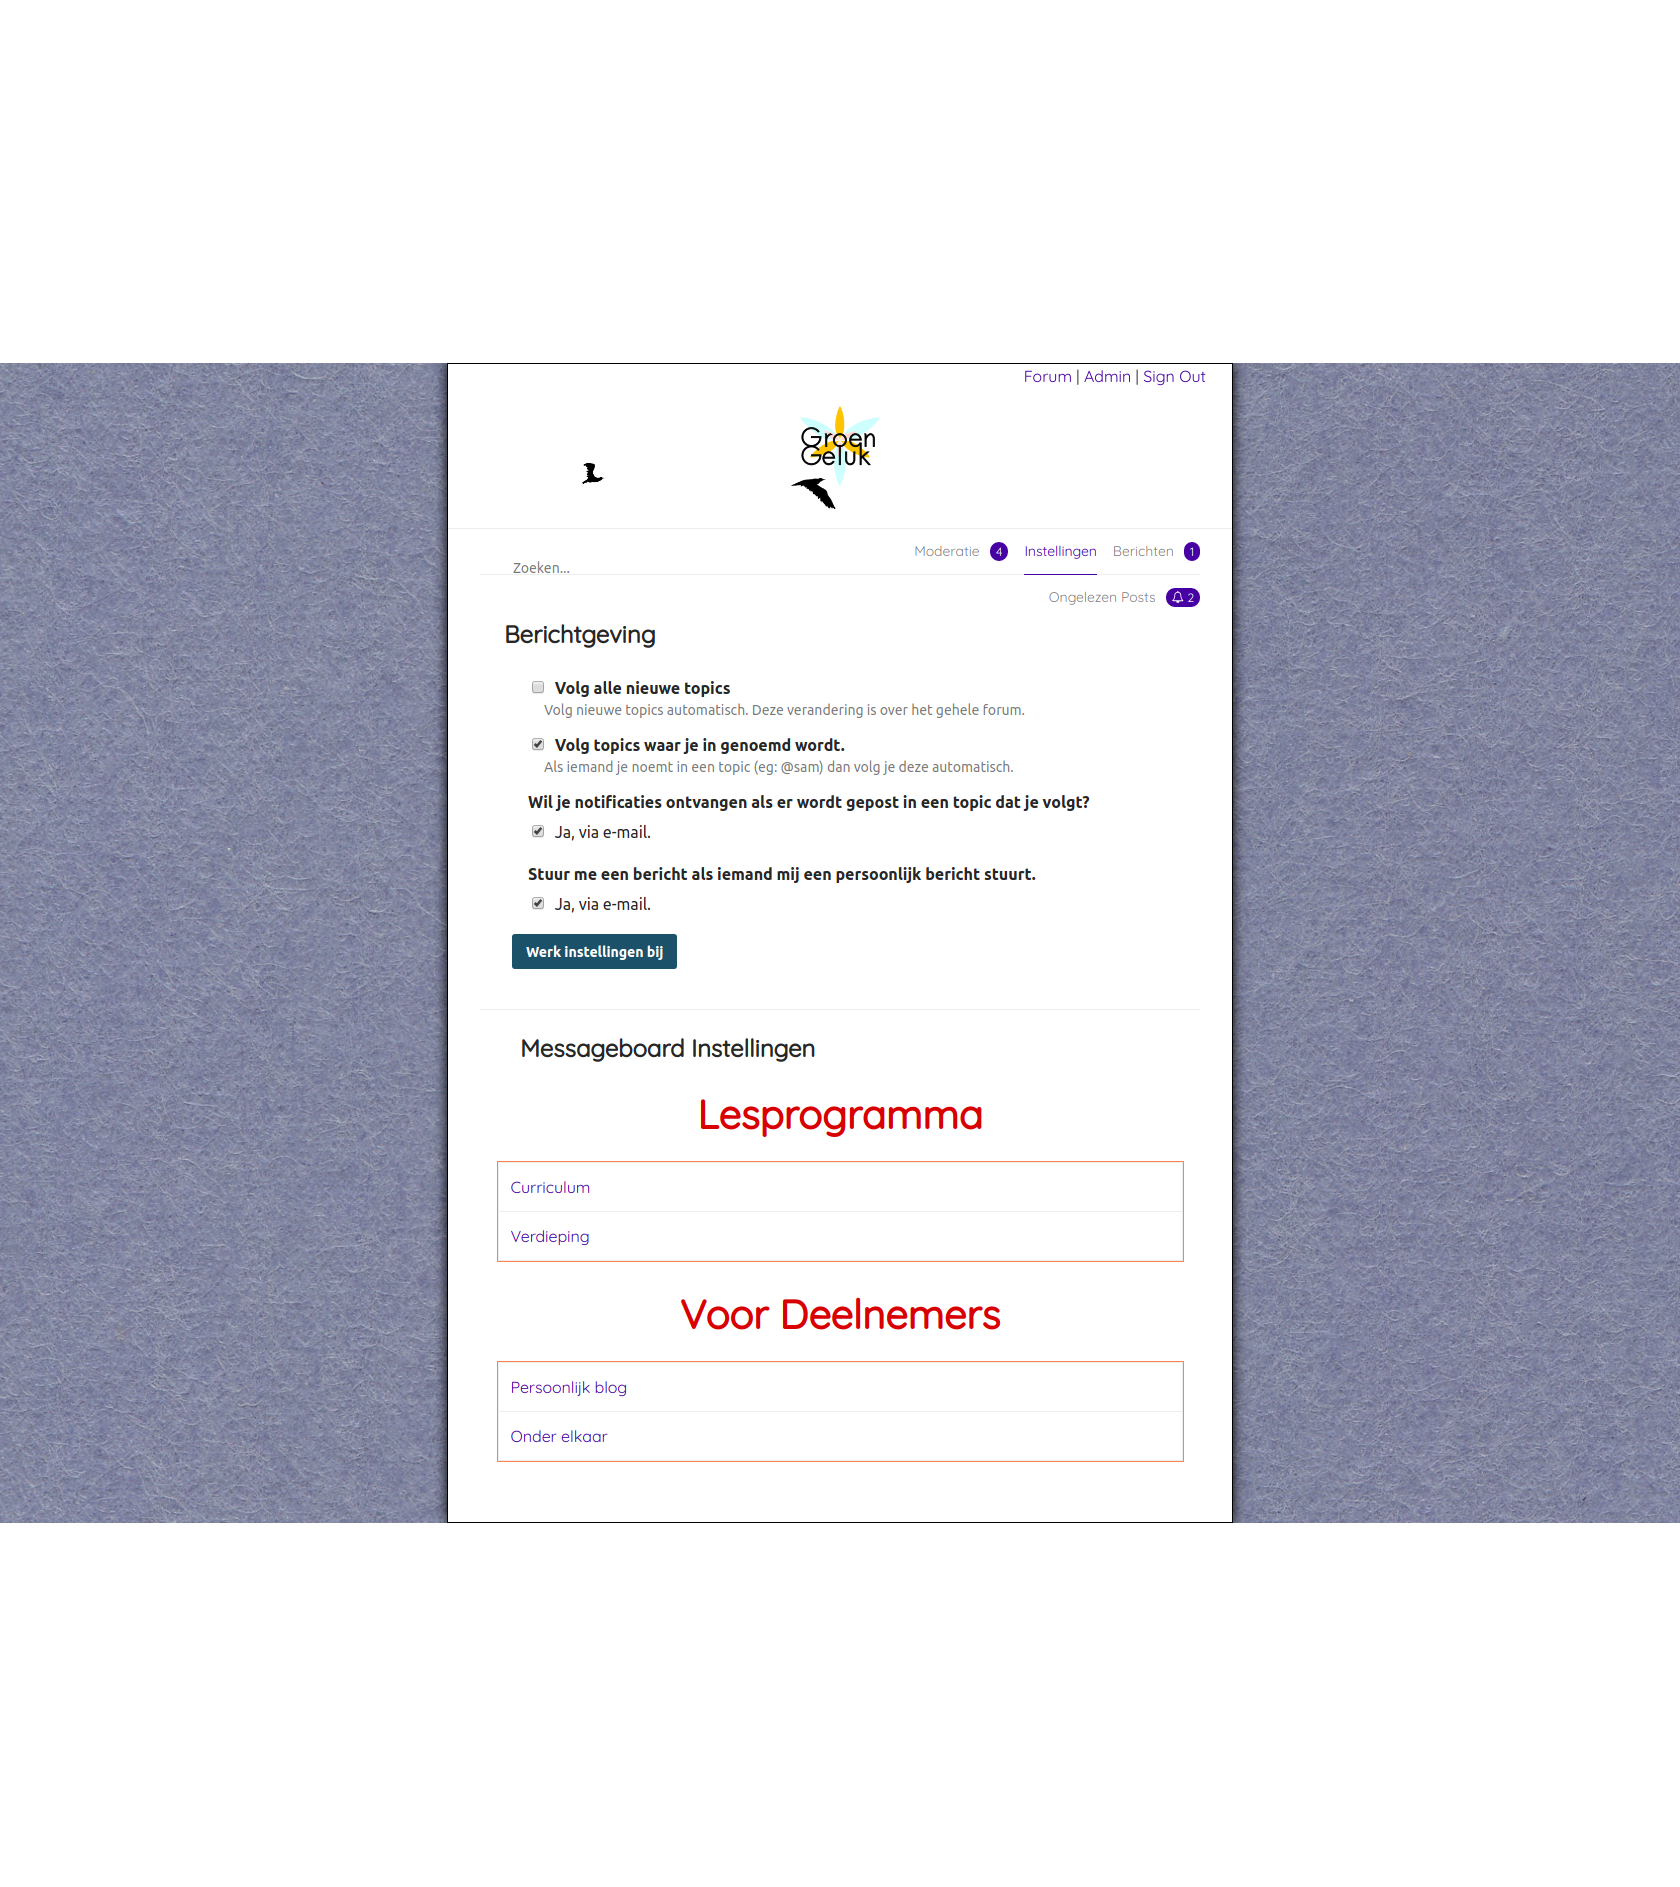 Forum | Admin | Sign Out
Groen
Geluk
Moderatie 4 Instellingen Berichten 1
Zoeken...
Ongelezen Posts 2
Berichtgeving
Volg alle nieuwe topics
Volg nieuwe topics automatisch. Deze verandering is over het gehele forum.
Volg topics waar je in genoemd wordt.
Als iemand je noemt in een topic (eg: @sam) dan volg je deze automatisch.
Wil je notificaties ontvangen als er wordt gepost in een topic dat je volgt?
Ja, via e-mail.
Stuur me een bericht als iemand mij een persoonlijk bericht stuurt.
Ja, via e-mail.
Werk instellingen bij
Messageboard Instellingen
Lesprogramma
Curriculum
Verdieping
Voor Deelnemers
Persoonlijk blog
Onder elkaar